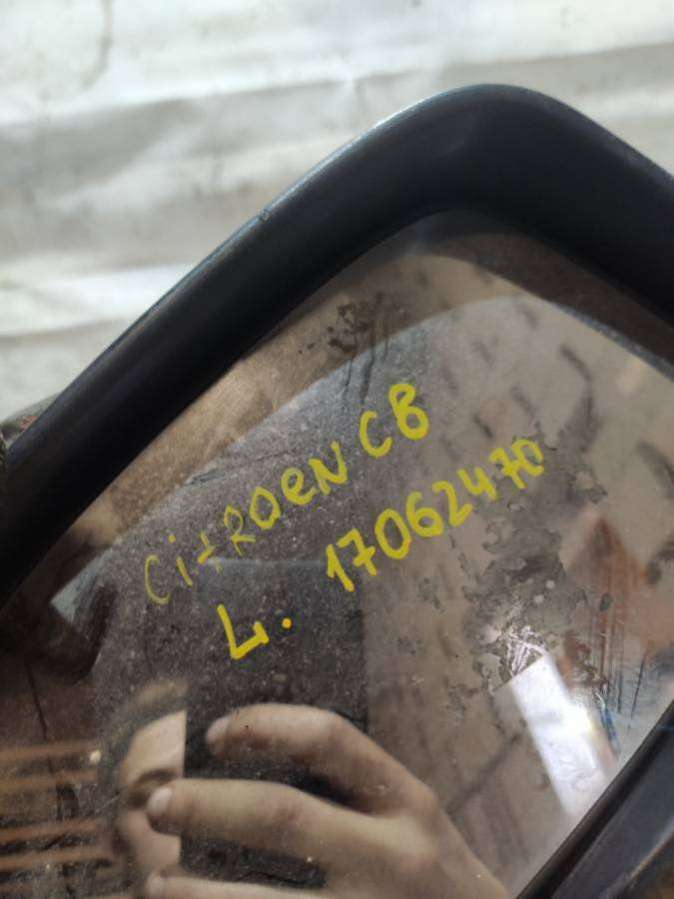 CitROeN C8
L. 17062470